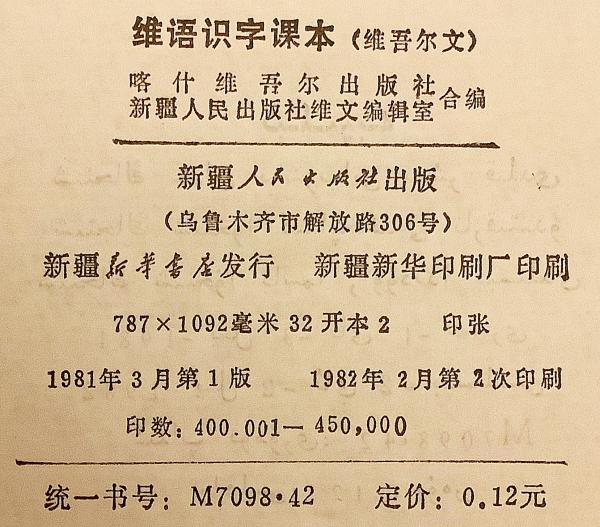 维语识字课本（维吾尔文）
喀什维吾尔出版社
新疆人民出版社维文编辑室 合编
新疆人民出版社出版
（乌鲁木齐市解放路306号）
新疆新华书店发行 新疆新华印刷厂印刷
787×1092毫米 32 开本 2 印张
1981年 3 月第 1 版 1982年 2月第 2 次印刷
印数：400.001—450,000
统一书号：M7098·42 定价：0.12元